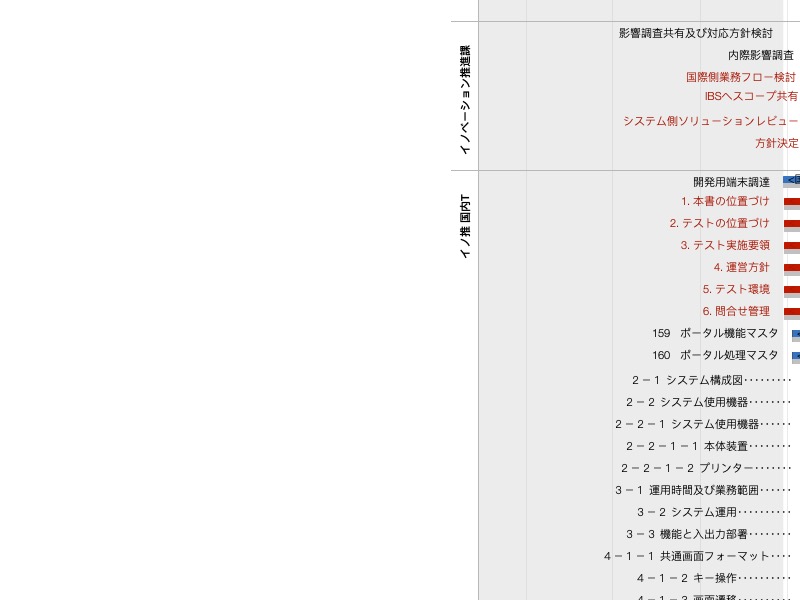 イノベーション推進課
影響調査共有及び対応方針検討
内際影響調査
国際側業務フロー検討
IBSへスコープ共有
システム側ソリューションレビュー
方針決定
イノ推 国内T
開発用端末調達
1. 本書の位置づけ
2. テストの位置づけ
3. テスト実施要領
4. 運営方針
5. テスト環境
6. 問合せ管理
159 ポータル機能マスタ
160 ポータル処理マスタ
２－１ システム構成図･････････
２－２ システム使用機器････････
２－２－１ システム使用機器･･････
２－２－１－１ 本体装置････････
２－２－１－２ プリンター･･･････
３－１ 運用時間及び業務範囲･･････
３－２ システム運用･･････････
３－３ 機能と入出力部署････････
４－１－１ 共通画面フォーマット････
４－１－２ キー操作･･････････
４－１－３ 画面遷移